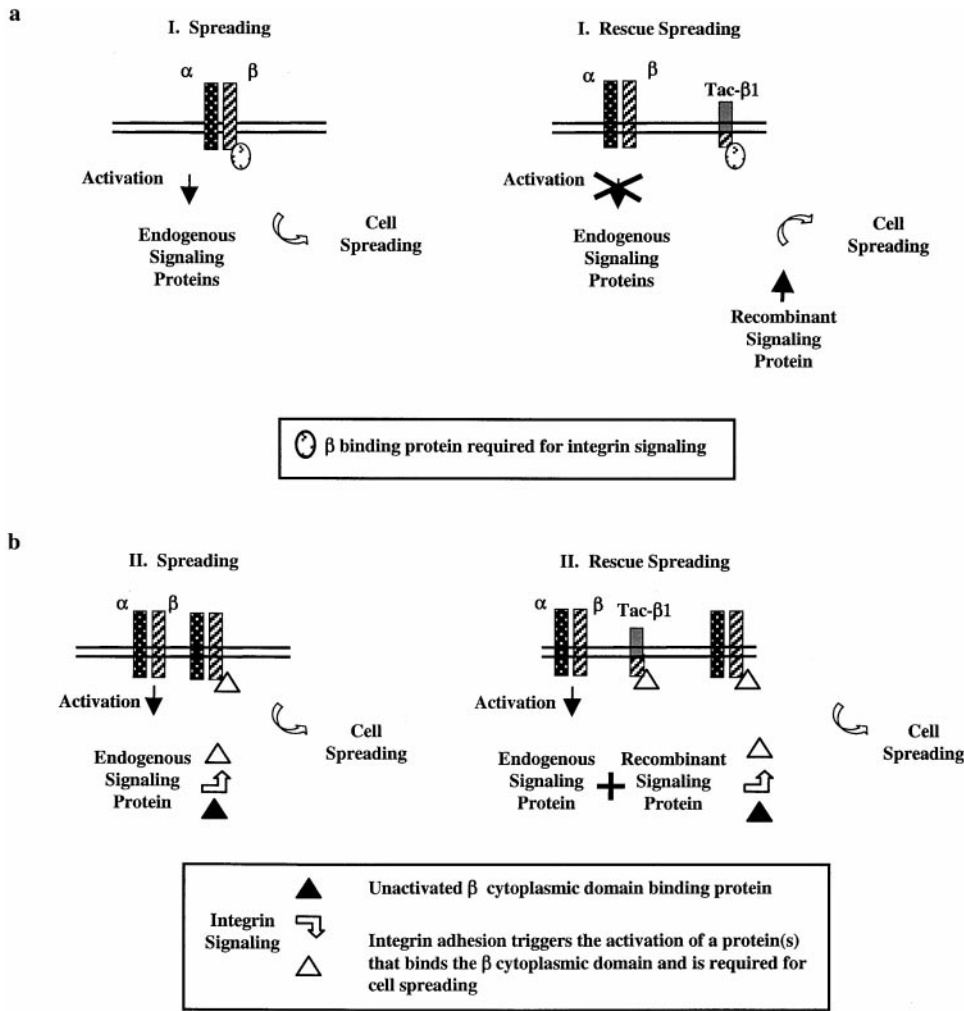 a
I. Spreading
α β
Activation
Endogenous
Signaling
Proteins
Cell
Spreading
I. Rescue Spreading
α β
Tac-β1
Activation
Endogenous
Signaling
Proteins
Cell
Spreading
Recombinant
Signaling
Protein
β binding protein required for integrin signaling
b
II. Spreading
α β
Activation
Endogenous
Signaling
Protein
Cell
Spreading
II. Rescue Spreading
α β Tac-β1
Activation
Endogenous
Signaling
Protein
Recombinant
Signaling
Protein
Cell
Spreading
Integrin
Signaling
Unactivated β cytoplasmic domain binding protein
Integrin adhesion triggers the activation of a protein(s)
that binds the β cytoplasmic domain and is required for
cell spreading